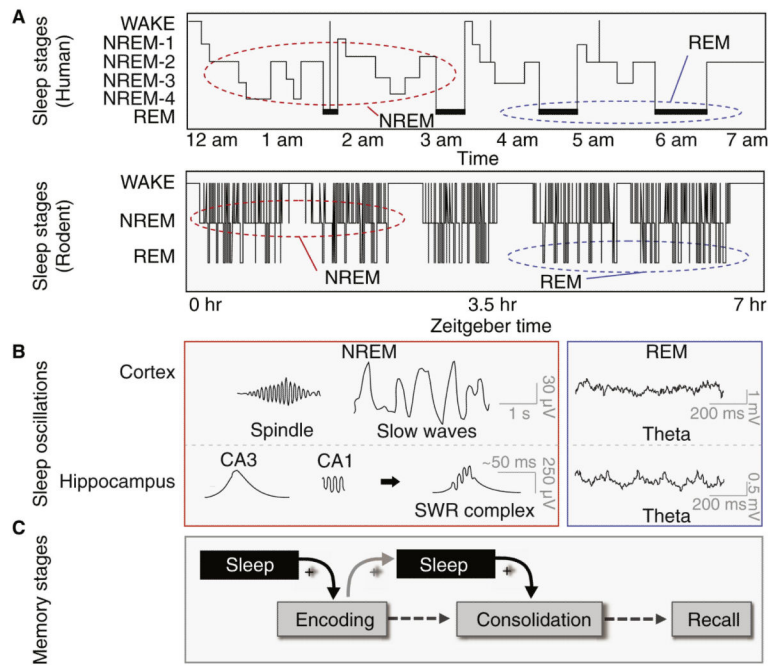 A
Sleep stages
(Human)
WAKE
NREM-1
NREM-2
NREM-3
NREM-4
REM
REM
NREM
12 am 1 am 2 am 3 am 4 am 5 am 6 am 7 am
Time
Sleep stages
(Rodent)
WAKE
NREM
REM
NREM
REM
0 hr 3.5 hr 7 hr
Zeitgeber time
B
Sleep oscillations
NREM
REM
Cortex
30 µV
1 s
1 mV
200 ms
Spindle
Slow waves
Theta
Hippocampus
CA3
CA1
~50 ms
250 µV
SWR complex
0.5 mV
200 ms
Theta
C
Memory stages
Sleep
+
+
Sleep
+
Encoding
Consolidation
Recall